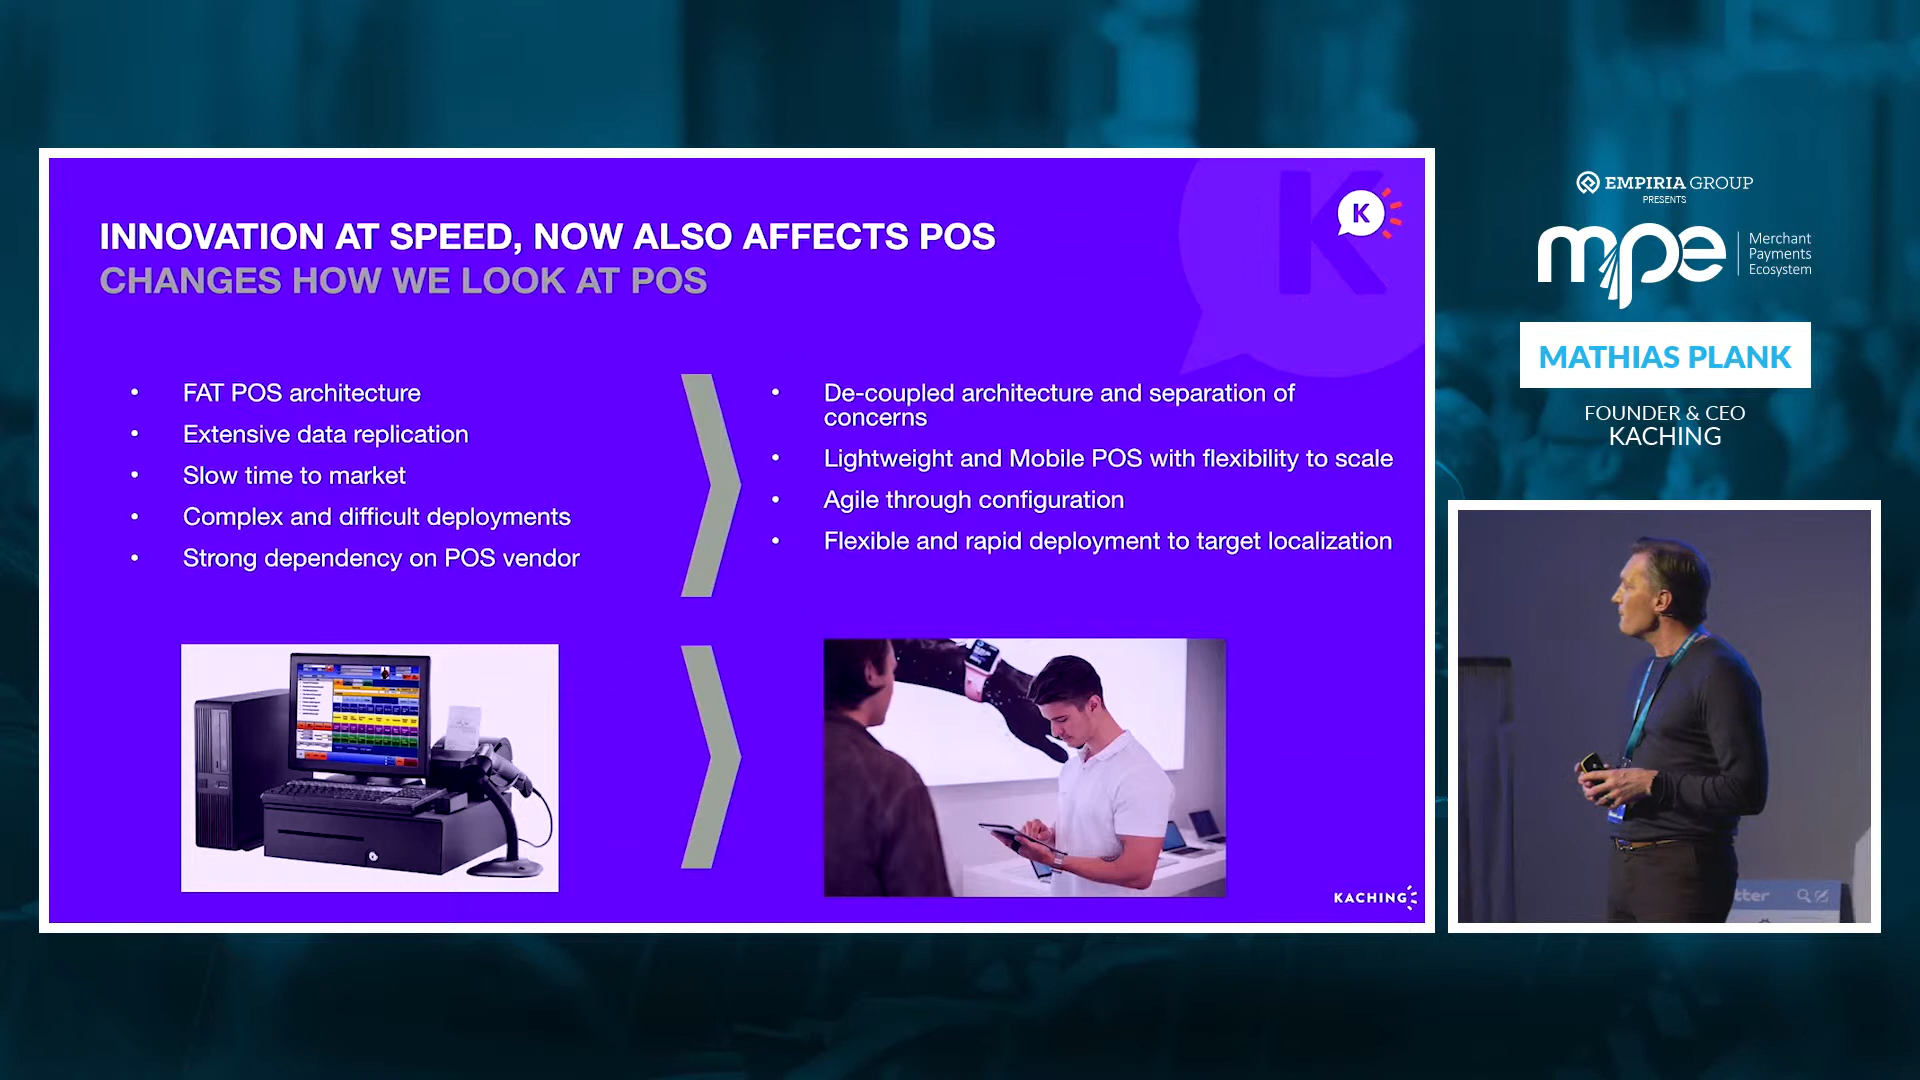 INNOVATION AT SPEED, NOW ALSO AFFECTS POS
CHANGES HOW WE LOOK AT POS
K
K
• FAT POS architecture
• Extensive data replication
• Slow time to market
• Complex and difficult deployments
• Strong dependency on POS vendor
• De-coupled architecture and separation of
concerns
• Lightweight and Mobile POS with flexibility to scale
• Agile through configuration
• Flexible and rapid deployment to target localization
KACHING
EMPIRIA GROUP
PRESENTS
mpe
Merchant
Payments
Ecosystem
MATHIAS PLANK
FOUNDER & CEO
KACHING
tter